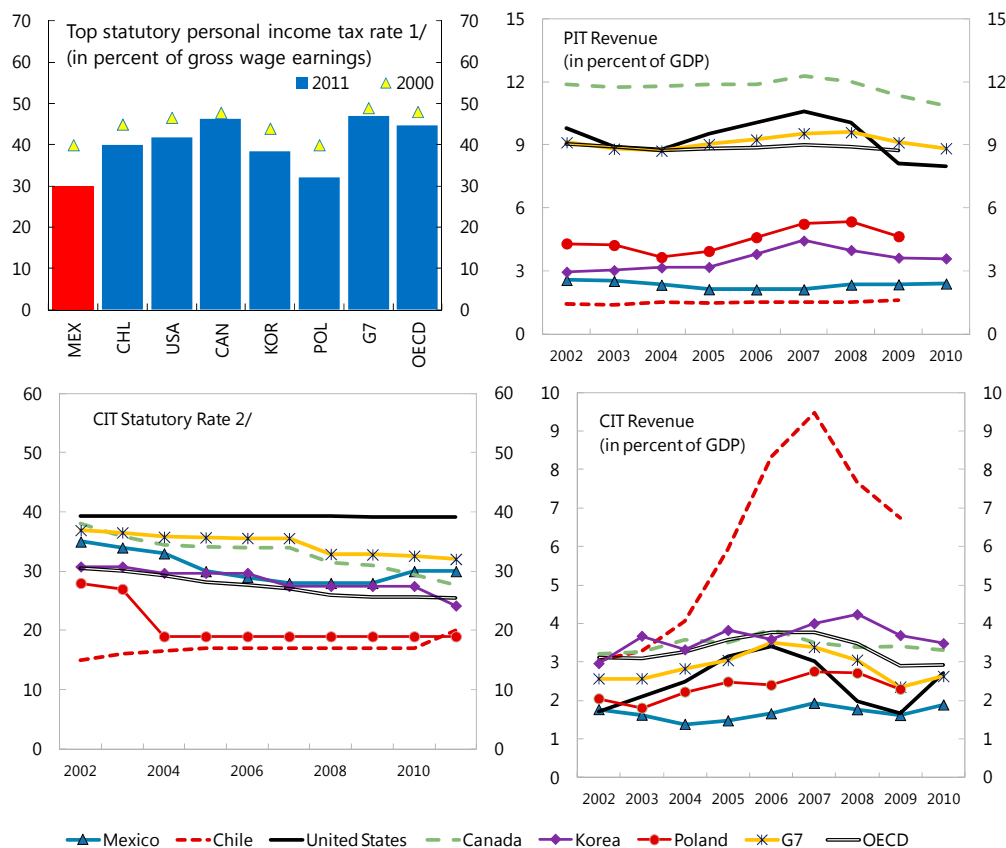 Top statutory personal income tax rate 1/
(in percent of gross wage earnings)
2011 2000
70 70
60 60
50 50
40 40
30 30
20 20
10 10
0 0
MEX CHL USA CAN KOR POL G7 OECD
PIT Revenue
(in percent of GDP)
15 15
12 12
9 9
6 6
3 3
0 0
2002 2003 2004 2005 2006 2007 2008 2009 2010
CIT Statutory Rate 2/
60 60
50 50
40 40
30 30
20 20
10 10
0 0
2002 2004 2006 2008 2010
CIT Revenue
(in percent of GDP)
10 10
9 9
8 8
7 7
6 6
5 5
4 4
3 3
2 2
1 1
0 0
2002 2003 2004 2005 2006 2007 2008 2009 2010
Mexico Chile United States Canada Korea Poland G7 OECD